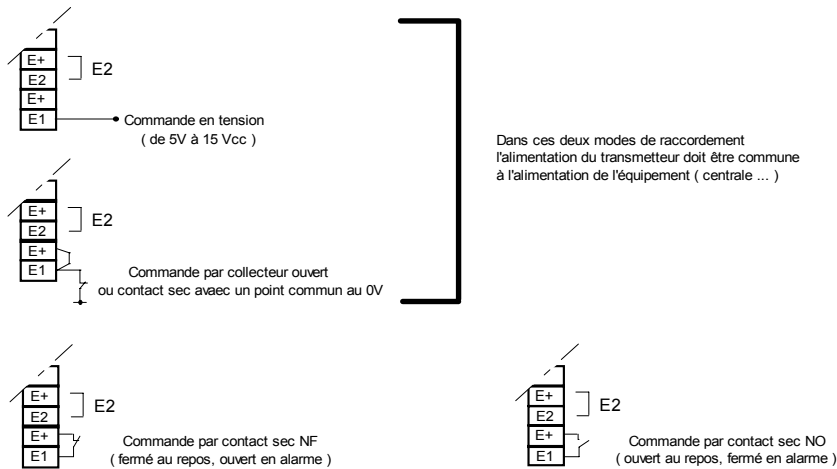 E+
E2
E2
E+
E1
Commande en tension
( de 5V à 15 Vcc )
Dans ces deux modes de raccordement
l'alimentation du transmetteur doit être commune
à l'alimentation de l'équipement ( centrale ... )
E+
E2
E2
E+
E1
Commande par collecteur ouvert
ou contact sec avaec un point commun au 0V
E+
E2
E2
E+
E1
Commande par contact sec NF
( fermé au repos, ouvert en alarme )
E+
E2
E2
E+
E1
Commande par contact sec NO
( ouvert au repos, fermé en alarme )